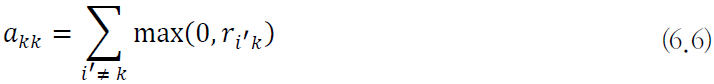 a_{kk} = \sum_{i' \neq k} \max(0, r_{i'k}) (6.6)